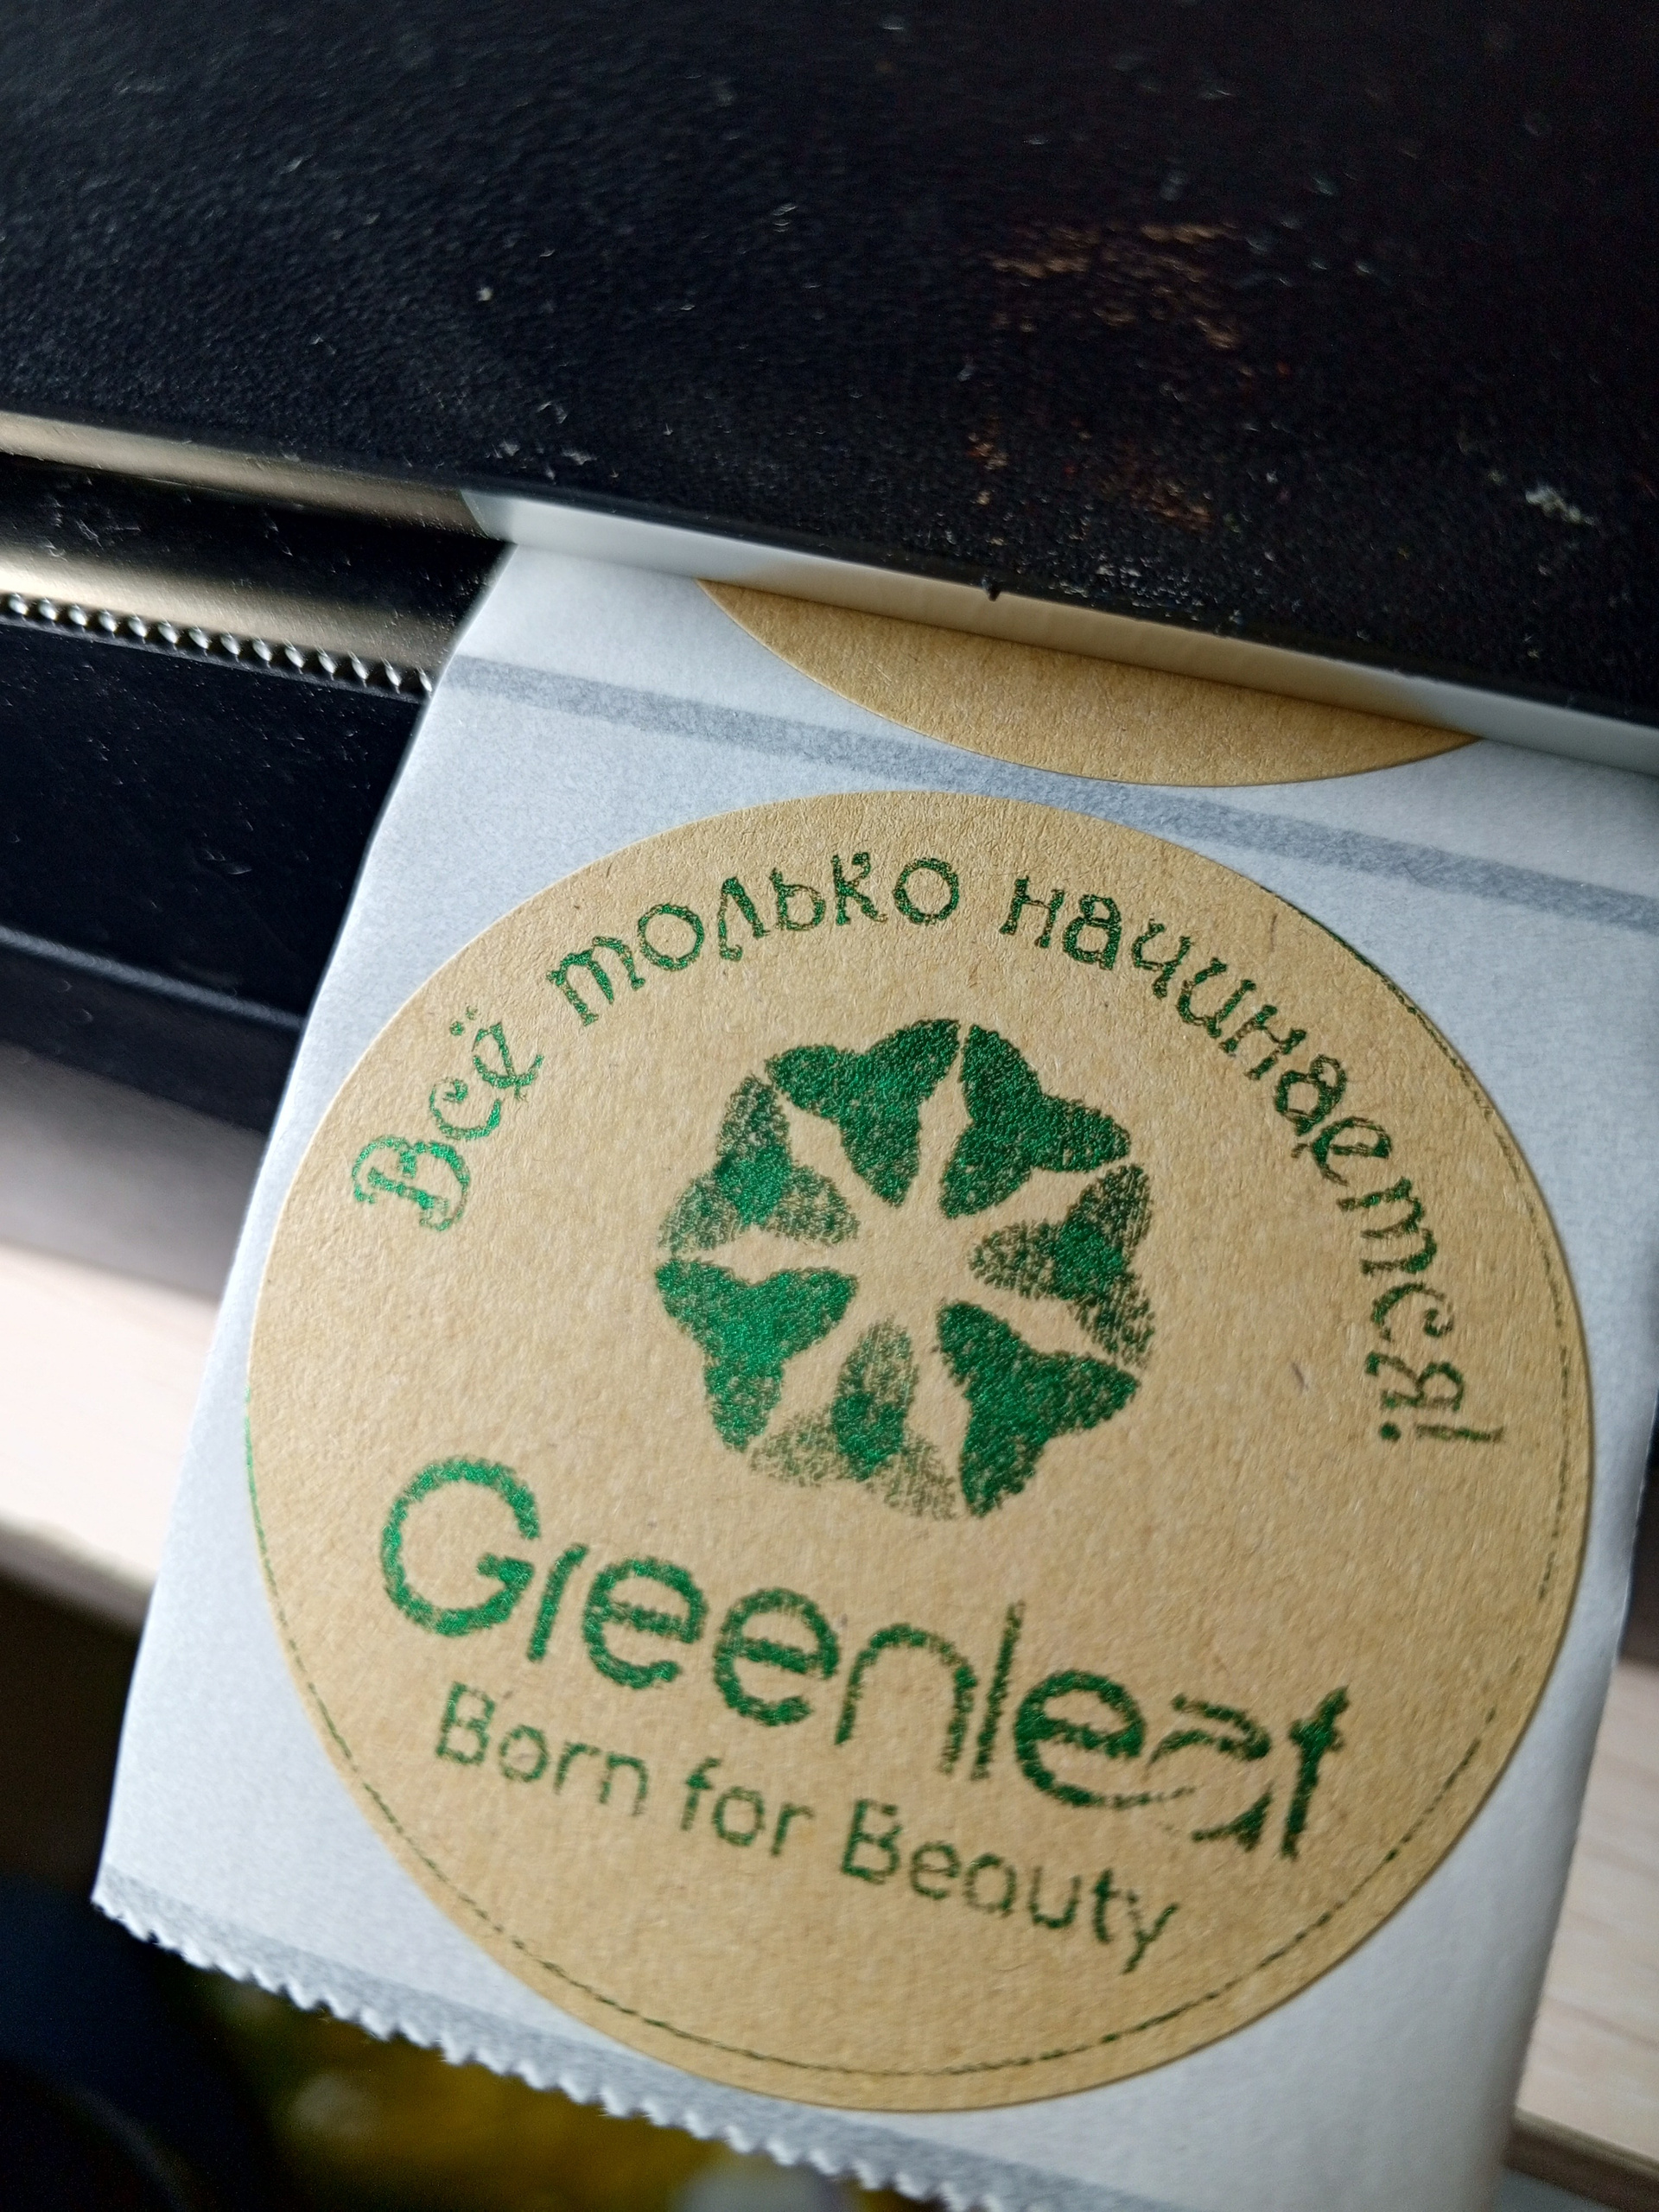 Всё только начинается!
Greenleaf
Born for Beauty